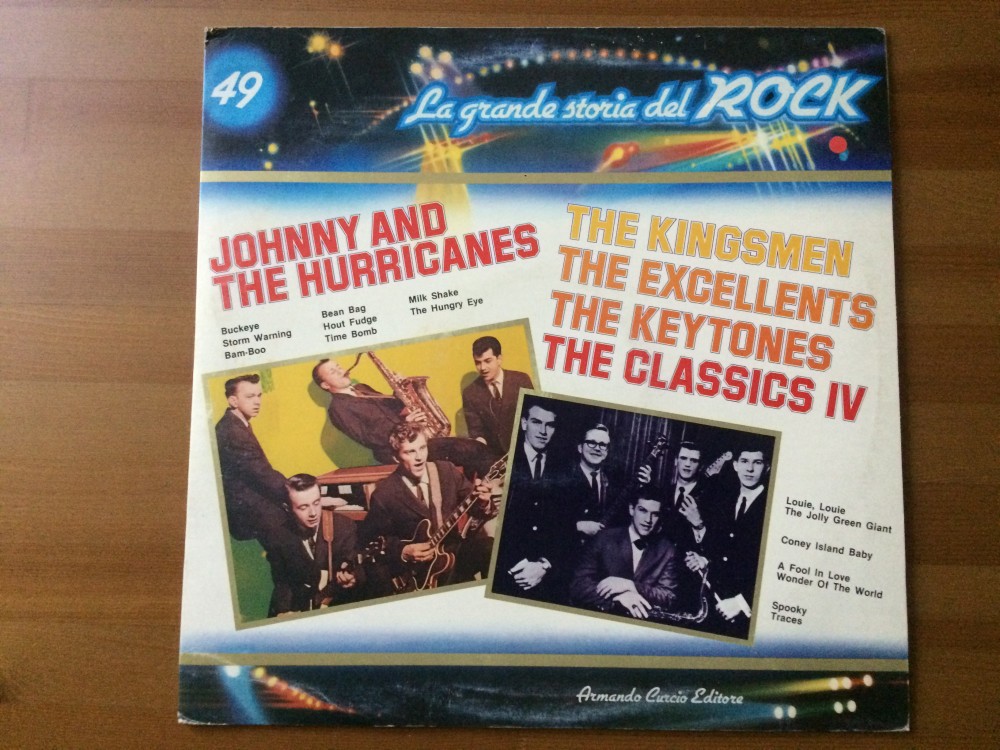 49
La grande storia del ROCK
JOHNNY AND
THE HURRICANES
Buckeye
Storm Warning
Bam-Boo
Bean Bag
Hout Fudge
Time Bomb
Milk Shake
The Hungry Eye
THE KINGSMEN
THE EXCELLENTS
THE KEYTONES
THE CLASSICS IV
Louie, Louie
The Jolly Green Giant
Coney Island Baby
A Fool In Love
Wonder Of The World
Spooky
Traces
Armando Curcio Editore